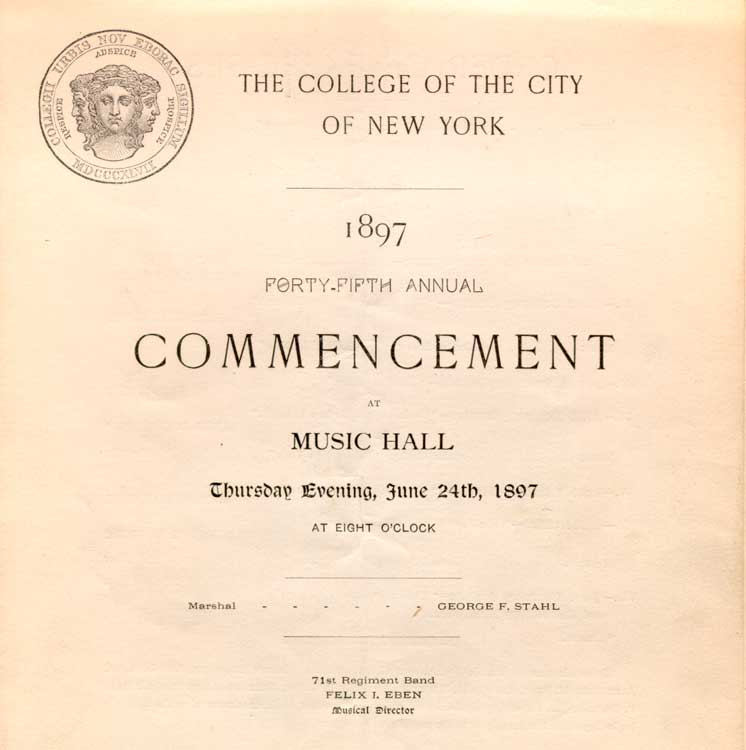 COLLEGII URBIS NOV EBORAC SIGILLUM
ADSPICE
RESPICE
PROSPICE
MDCCCXLVII
THE COLLEGE OF THE CITY
OF NEW YORK
1897
FORTY-FIFTH ANNUAL
COMMENCEMENT
AT
MUSIC HALL
Thursday Evening, June 24th, 1897
AT EIGHT O'CLOCK
Marshal - - - - - - GEORGE F. STAHL
71st Regiment Band
FELIX I. EBEN
Musical Director